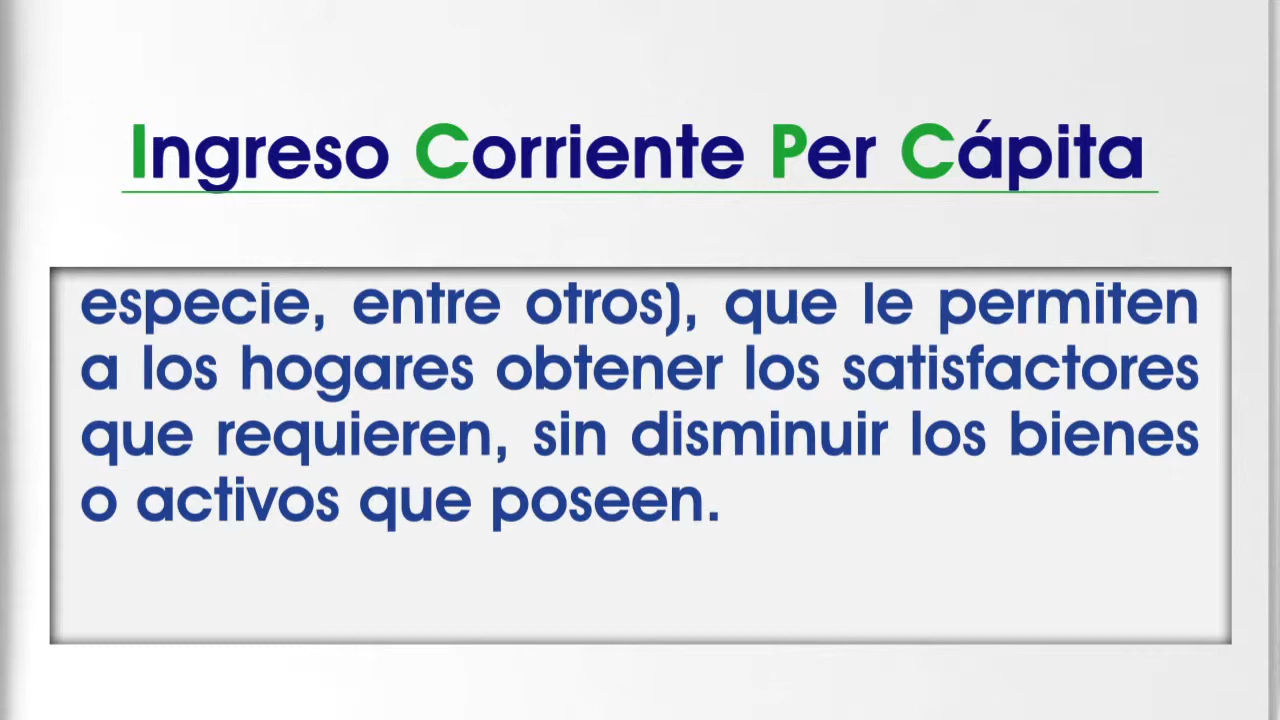 Ingreso Corriente Per Cápita
especie, entre otros), que le permiten
a los hogares obtener los satisfactores
que requieren, sin disminuir los bienes
o activos que poseen.